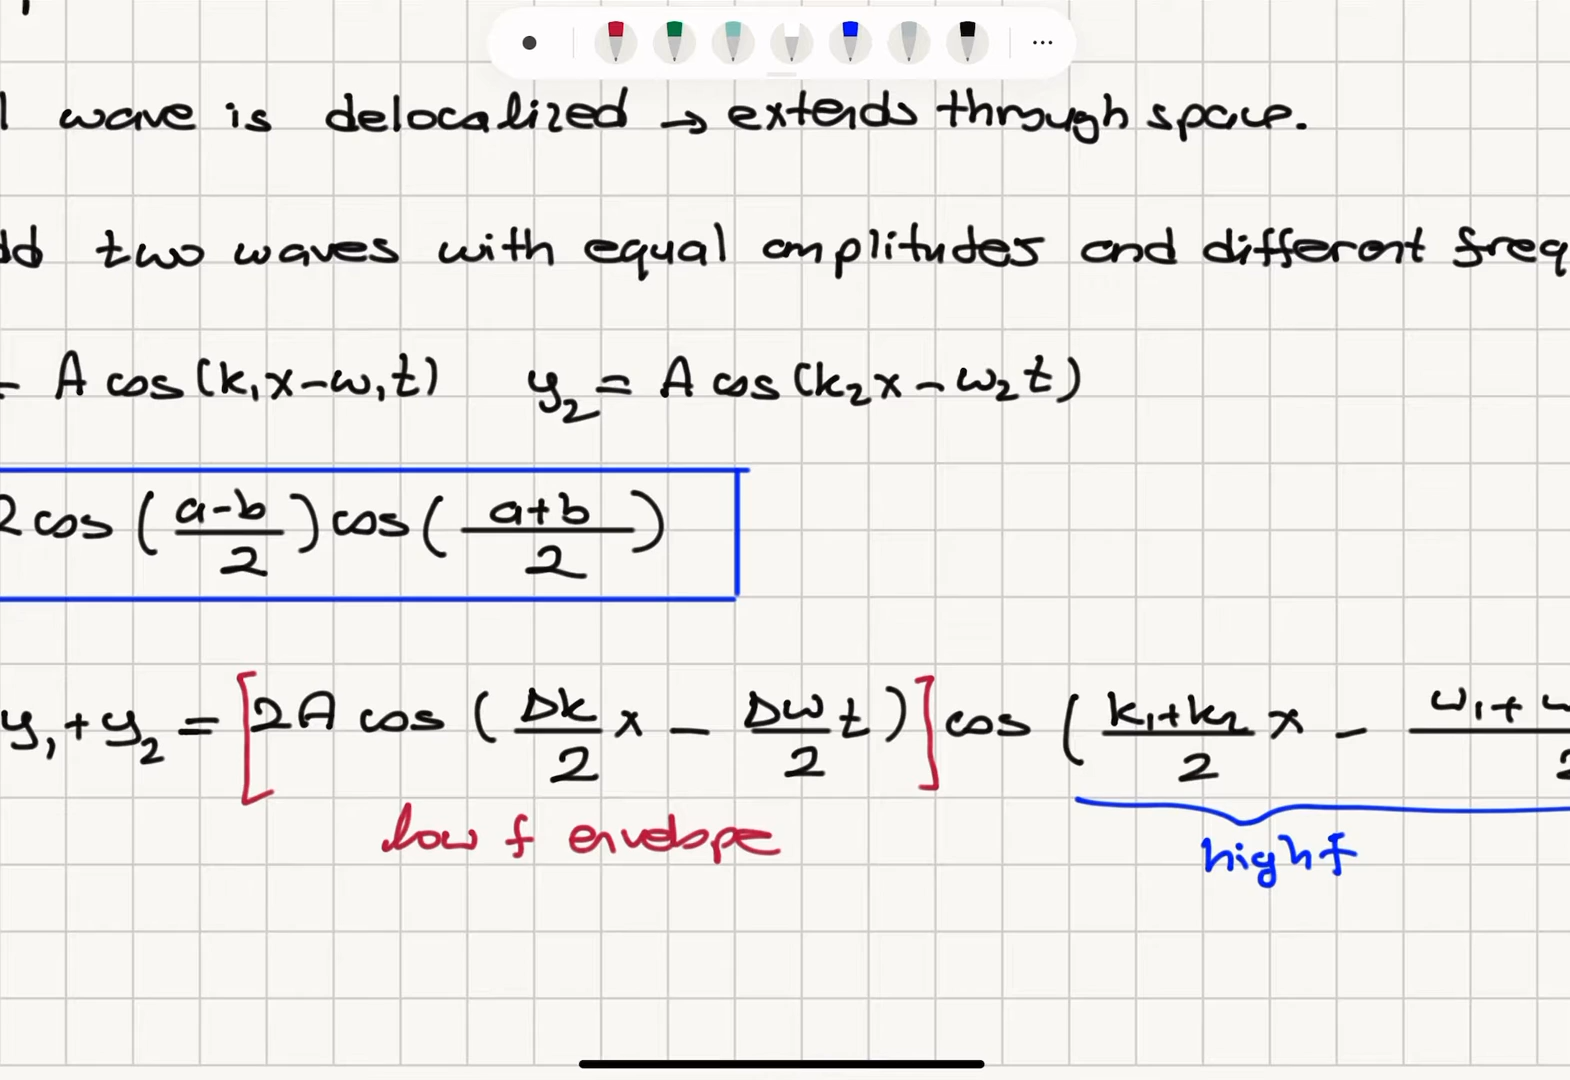 wave is delocalized → extends through space.
two waves with equal amplitudes and different freq
= A cos(k₁x-ω₁t) y₂ = A cos(k₂x-ω₂t)
2cos (a-b/2) cos (a+b/2)
y₁+y₂ = [2A cos (Δk/2 x - Δω/2 t)] cos (k₁+k₂/2 x - ω₁+
low f envelope
high f